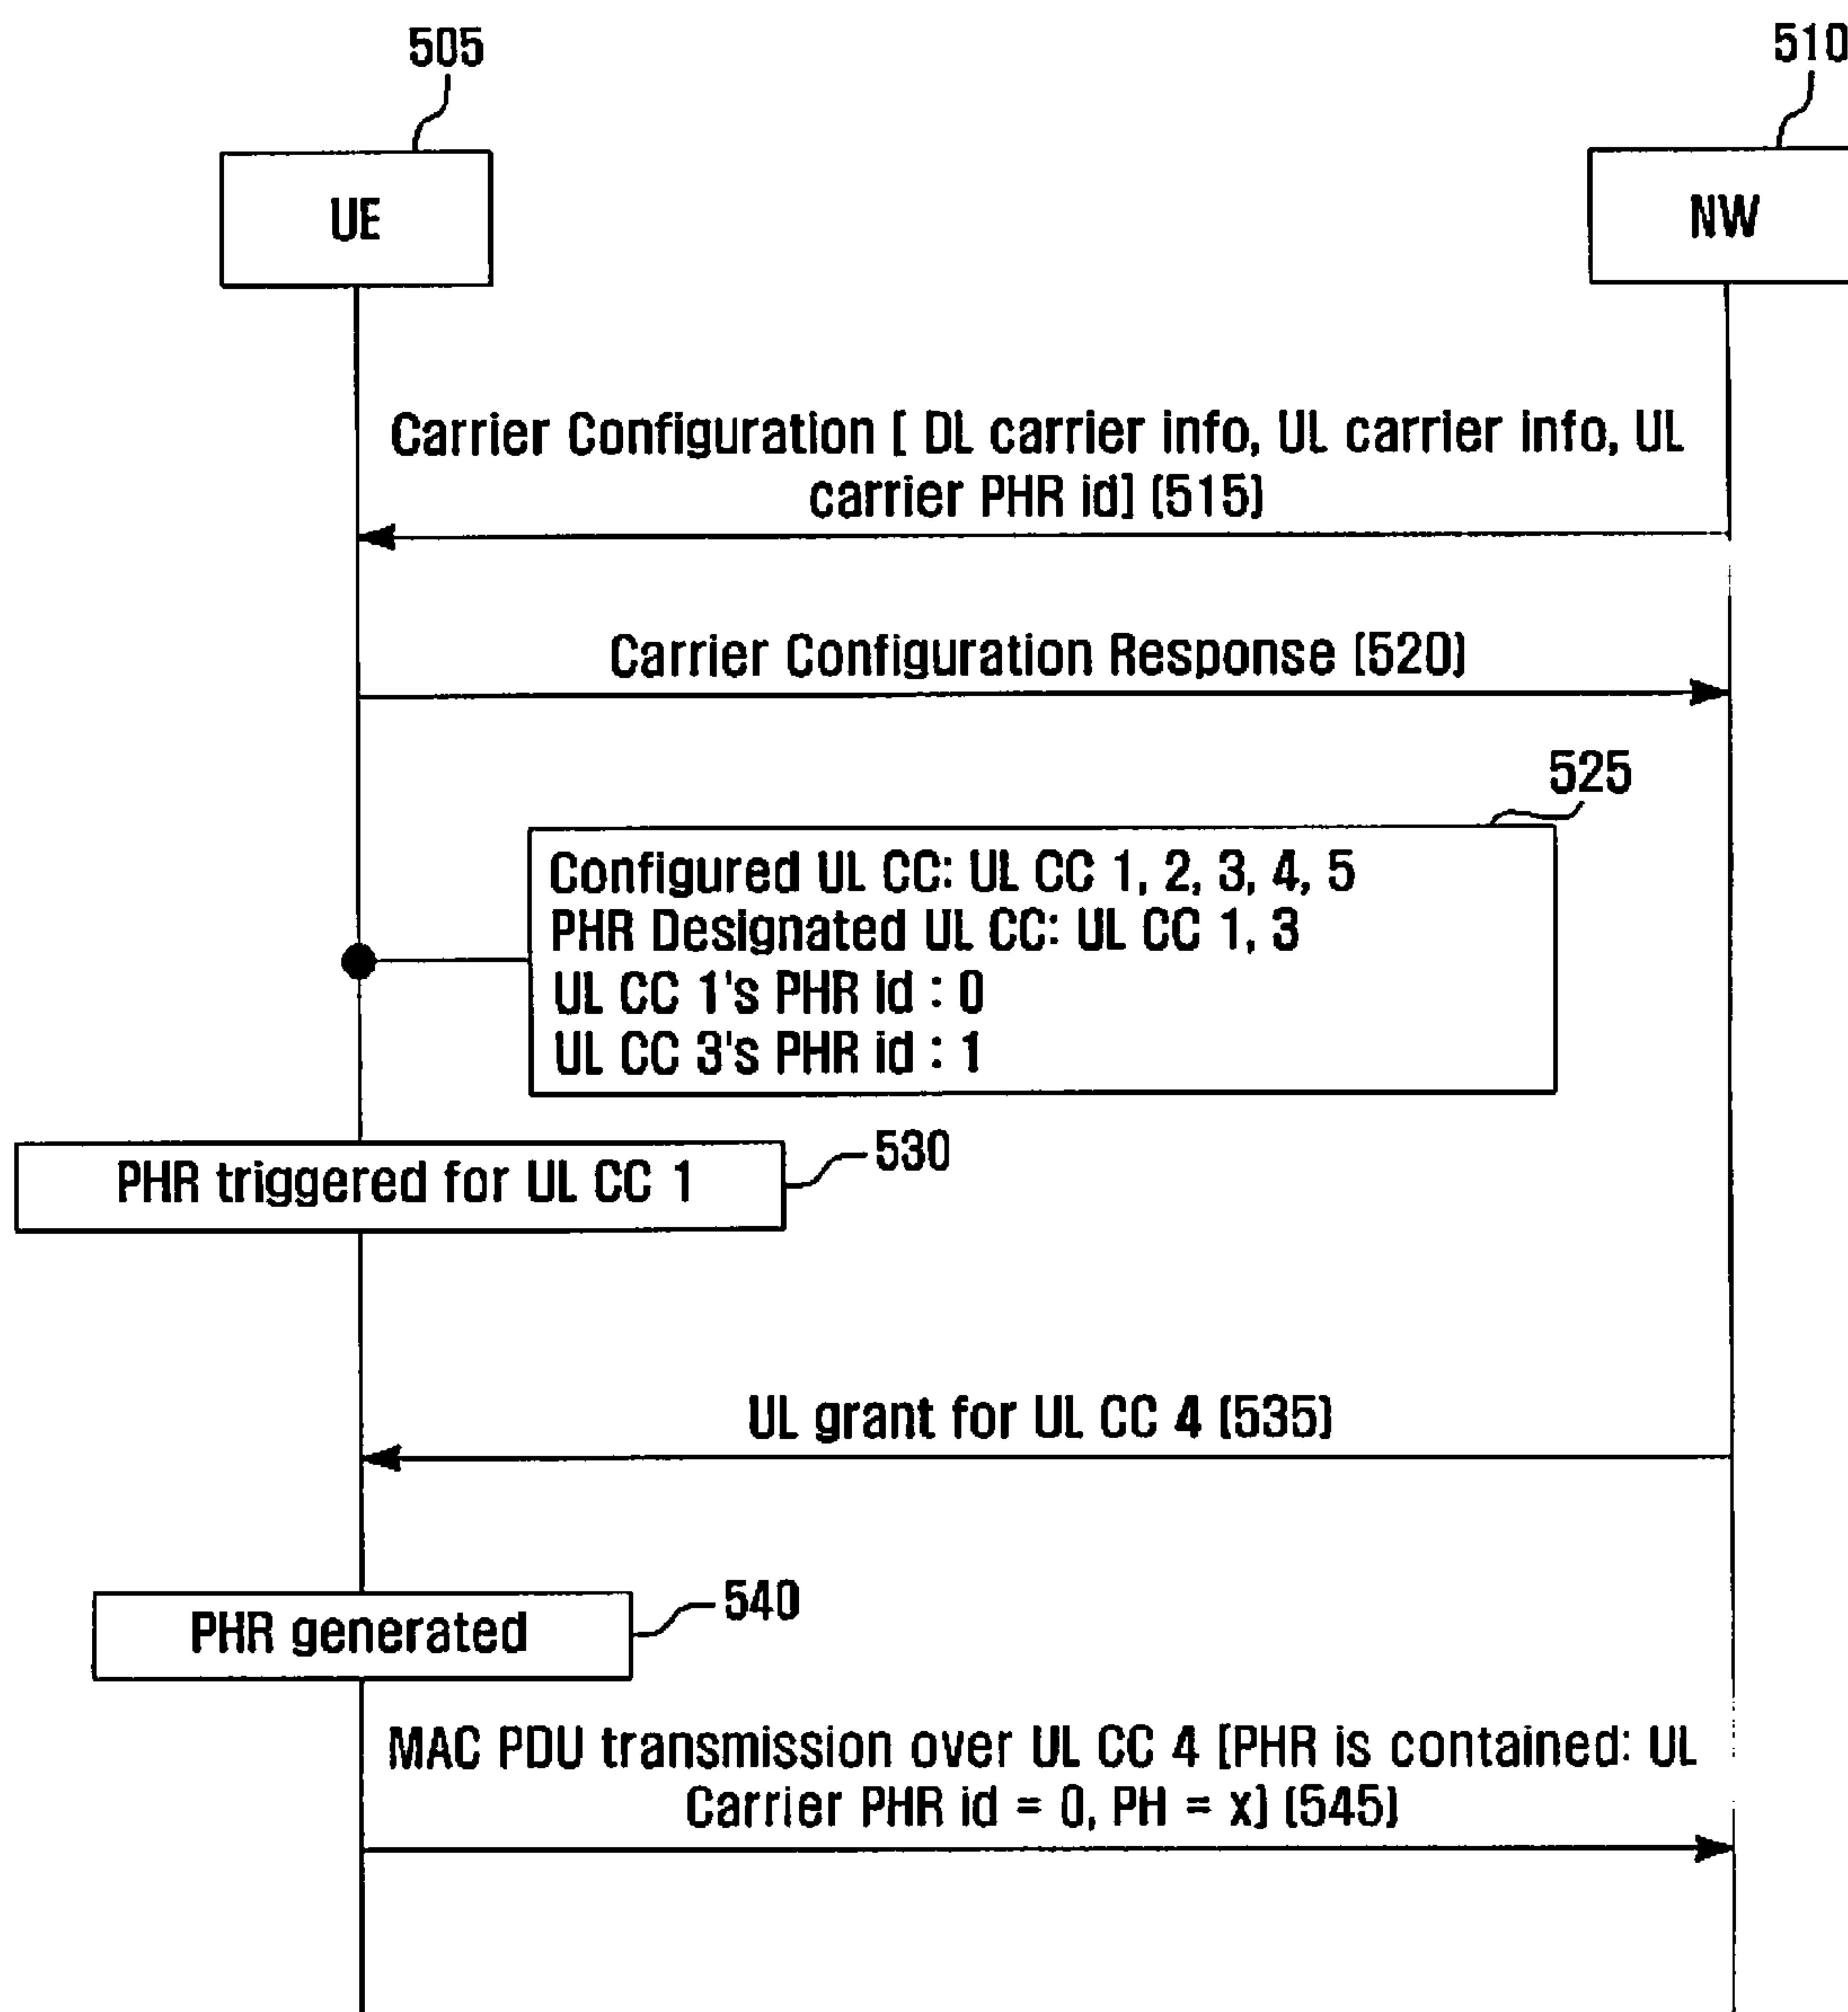 505
510
UE
NW
Carrier Configuration [ DL carrier info, UL carrier info, UL
carrier PHR id] (515)
Carrier Configuration Response (520)
525
Configured UL CC: UL CC 1, 2, 3, 4, 5
PHR Designated UL CC: UL CC 1, 3
UL CC 1's PHR id : 0
UL CC 3's PHR id : 1
PHR triggered for UL CC 1
530
UL grant for UL CC 4 (535)
PHR generated
540
MAC PDU transmission over UL CC 4 [PHR is contained: UL
Carrier PHR id = 0, PH = x] (545)